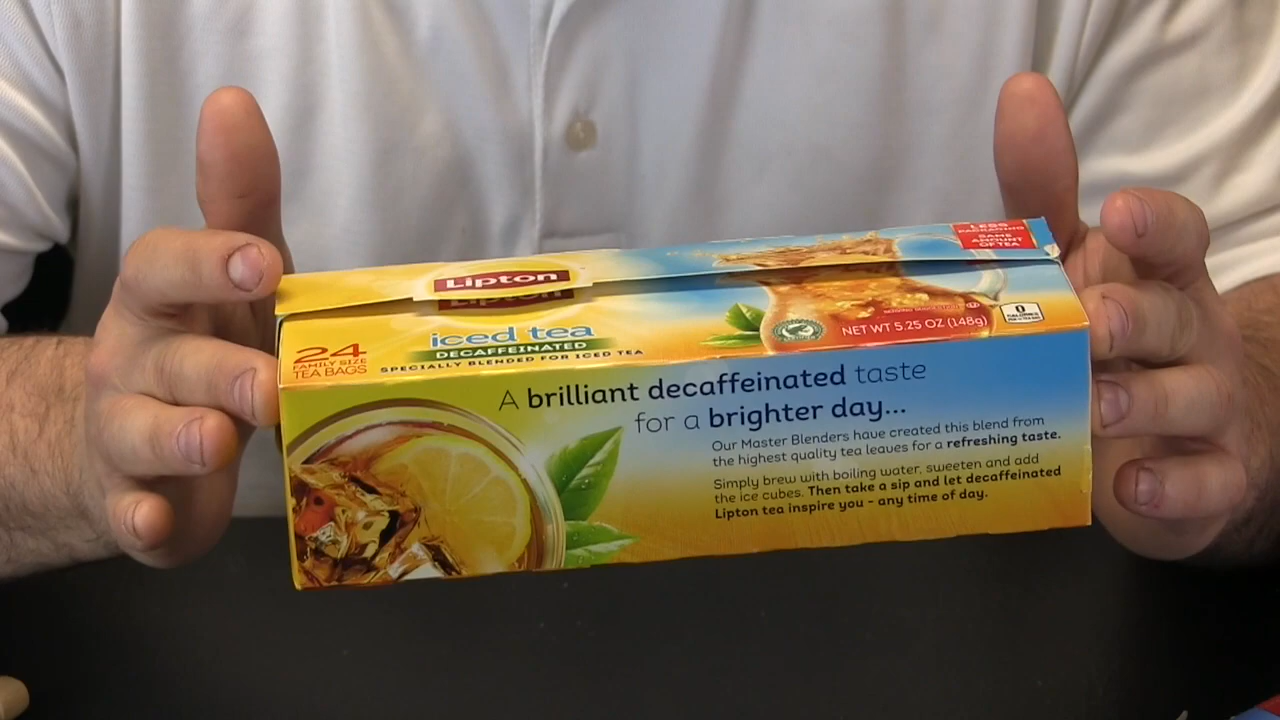 LESS
PACKAGING
SAME
AMOUNT
OF TEA
Lipton
Lipton
iced tea
DECAFFEINATED
SPECIALLY BLENDED FOR ICED TEA
24
FAMILY SIZE
TEA BAGS
NET WT 5.25 OZ (148g)
0
CALORIES
A brilliant decaffeinated taste
for a brighter day...
Our Master Blenders have created this blend from
the highest quality tea leaves for a refreshing taste.
Simply brew with boiling water, sweeten and add
the ice cubes. Then take a sip and let decaffeinated
Lipton tea inspire you - any time of day.